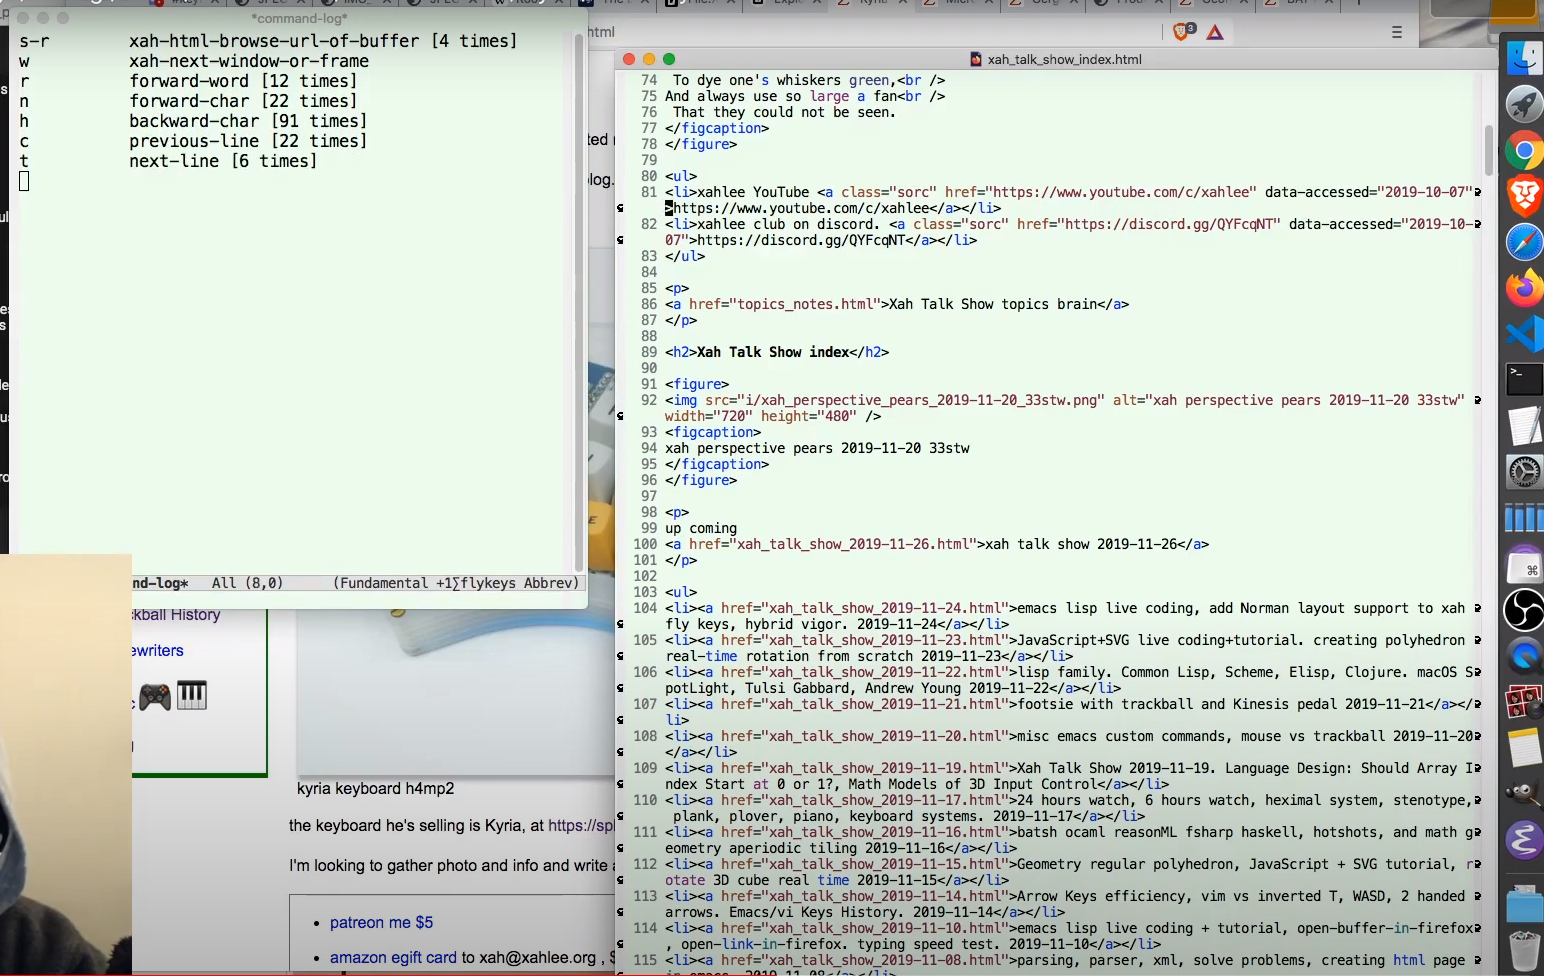 *command-log*
s-r xah-html-browse-url-of-buffer [4 times]
w xah-next-window-or-frame
r forward-word [12 times]
n forward-char [22 times]
h backward-char [91 times]
c previous-line [22 times]
t next-line [6 times]
nd-log* All (8,0) (Fundamental +1∑flykeys Abbrev)
html
3
ted
log.
kball History
ewriters
kyria keyboard h4mp2
the keyboard he's selling is Kyria, at https://spl
I'm looking to gather photo and info and write
• patreon me $5
• amazon egift card to xah@xahlee.org , $
xah_talk_show_index.html
74 To dye one's whiskers green,<br />
75 And always use so large a fan<br />
76 That they could not be seen.
77 </figcaption>
78 </figure>
79
80 <ul>
81 <li>xahlee YouTube <a class="sorc" href="https://www.youtube.com/c/xahlee" data-accessed="2019-10-07"
>https://www.youtube.com/c/xahlee</a></li>
82 <li>xahlee club on discord. <a class="sorc" href="https://discord.gg/QYFcqNT" data-accessed="2019-10-
07">https://discord.gg/QYFcqNT</a></li>
83 </ul>
84
85 <p>
86 <a href="topics_notes.html">Xah Talk Show topics brain</a>
87 </p>
88
89 <h2>Xah Talk Show index</h2>
90
91 <figure>
92 <img src="i/xah_perspective_pears_2019-11-20_33stw.png" alt="xah perspective pears 2019-11-20 33stw"
width="720" height="480" />
93 <figcaption>
94 xah perspective pears 2019-11-20 33stw
95 </figcaption>
96 </figure>
97
98 <p>
99 up coming
100 <a href="xah_talk_show_2019-11-26.html">xah talk show 2019-11-26</a>
101 </p>
102
103 <ul>
104 <li><a href="xah_talk_show_2019-11-24.html">emacs lisp live coding, add Norman layout support to xah
fly keys, hybrid vigor. 2019-11-24</a></li>
105 <li><a href="xah_talk_show_2019-11-23.html">JavaScript+SVG live coding+tutorial. creating polyhedron
real-time rotation from scratch 2019-11-23</a></li>
106 <li><a href="xah_talk_show_2019-11-22.html">lisp family. Common Lisp, Scheme, Elisp, Clojure. macOS S
potLight, Tulsi Gabbard, Andrew Young 2019-11-22</a></li>
107 <li><a href="xah_talk_show_2019-11-21.html">footsie with trackball and Kinesis pedal 2019-11-21</a></
li>
108 <li><a href="xah_talk_show_2019-11-20.html">misc emacs custom commands, mouse vs trackball 2019-11-20
</a></li>
109 <li><a href="xah_talk_show_2019-11-19.html">Xah Talk Show 2019-11-19. Language Design: Should Array I
ndex Start at 0 or 1?, Math Models of 3D Input Control</a></li>
110 <li><a href="xah_talk_show_2019-11-17.html">24 hours watch, 6 hours watch, heximal system, stenotype,
plank, plover, piano, keyboard systems. 2019-11-17</a></li>
111 <li><a href="xah_talk_show_2019-11-16.html">batsh ocaml reasonML fsharp haskell, hotshots, and math g
eometry aperiodic tiling 2019-11-16</a></li>
112 <li><a href="xah_talk_show_2019-11-15.html">Geometry regular polyhedron, JavaScript + SVG tutorial, r
otate 3D cube real time 2019-11-15</a></li>
113 <li><a href="xah_talk_show_2019-11-14.html">Arrow Keys efficiency, vim vs inverted T, WASD, 2 handed
arrows. Emacs/vi Keys History. 2019-11-14</a></li>
114 <li><a href="xah_talk_show_2019-11-10.html">emacs lisp live coding + tutorial, open-buffer-in-firefox
, open-link-in-firefox. typing speed test. 2019-11-10</a></li>
115 <li><a href="xah_talk_show_2019-11-08.html">parsing, parser, xml, solve problems, creating html page
in emacs. 2019-11-08</a></li>